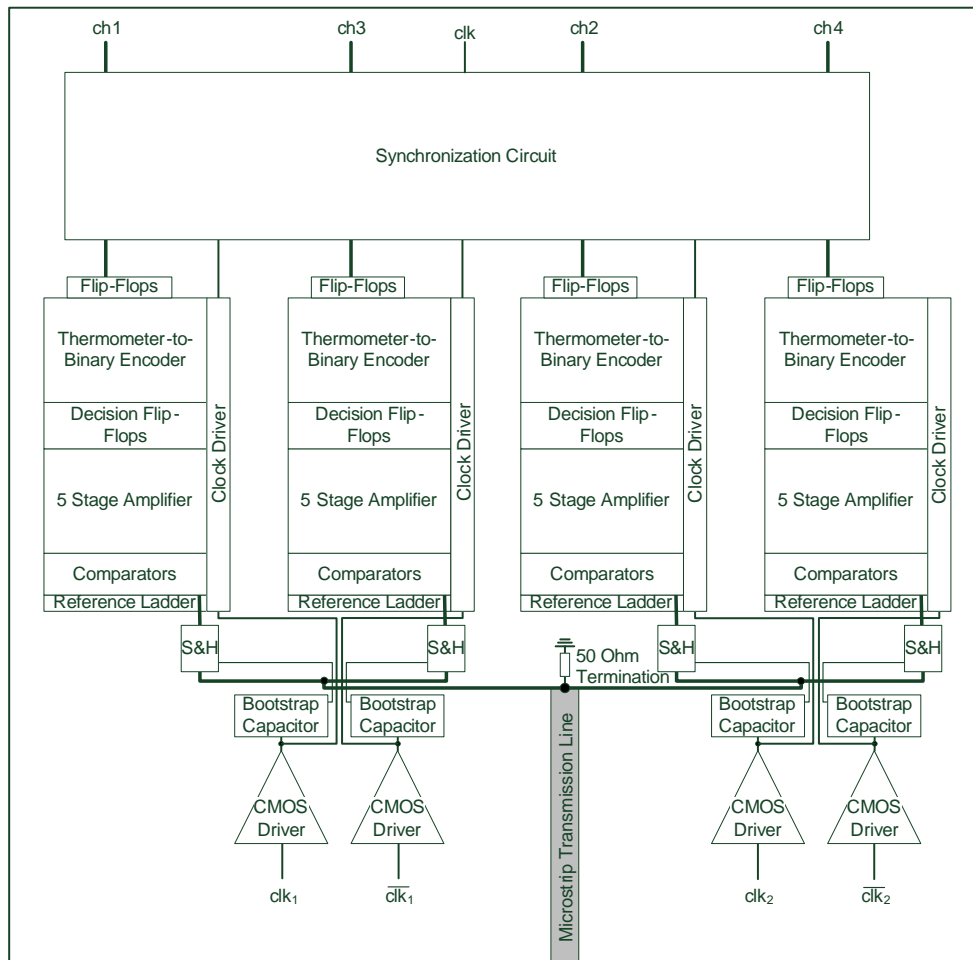 ch1 ch3 clk ch2 ch4
Synchronization Circuit
Flip-Flops Flip-Flops Flip-Flops Flip-Flops
Thermometer-to- Thermometer-to- Thermometer-to- Thermometer-to-
Binary Encoder Binary Encoder Binary Encoder Binary Encoder
Decision Flip- Decision Flip- Decision Flip- Decision Flip-
Flops Flops Flops Flops
Clock Driver Clock Driver Clock Driver Clock Driver
5 Stage Amplifier 5 Stage Amplifier 5 Stage Amplifier 5 Stage Amplifier
Comparators Comparators Comparators Comparators
Reference Ladder Reference Ladder Reference Ladder Reference Ladder
S&H S&H S&H S&H
50 Ohm
Termination
Bootstrap Bootstrap Bootstrap Bootstrap
Capacitor Capacitor Capacitor Capacitor
CMOS CMOS CMOS CMOS
Driver Driver Driver Driver
Microstrip Transmission Line
clk₁ c̅l̅k̅₁ clk₂ c̅l̅k̅₂